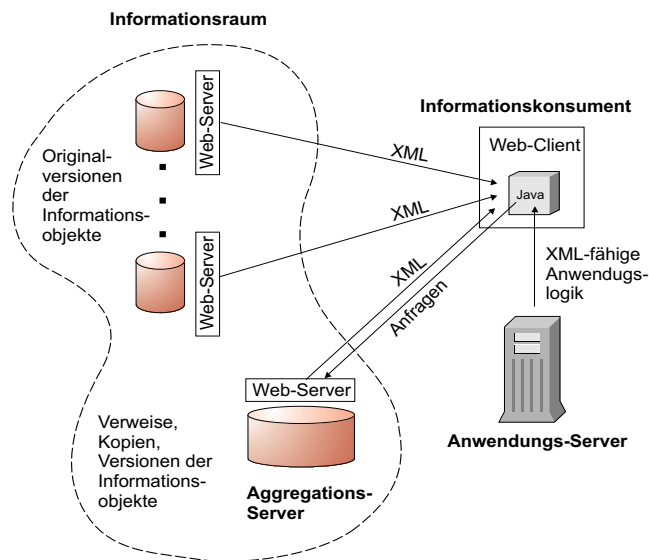 Informationsraum
Web-Server
Original-
versionen
der
Informations-
objekte
Web-Server
XML
XML
XML
Anfragen
Informationskonsument
Web-Client
Java
XML-fähige
Anwendugs-
logik
Anwendungs-Server
Web-Server
Verweise,
Kopien,
Versionen der
Informations-
objekte
Aggregations-
Server